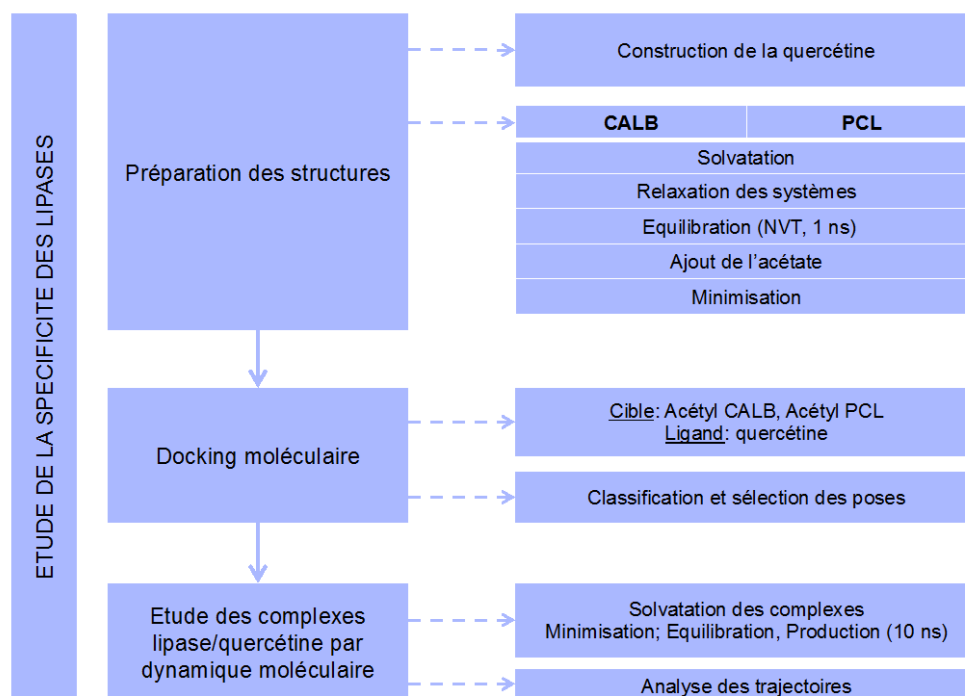 ETUDE DE LA SPECIFICITE DES LIPASES
Préparation des structures
Construction de la quercétine
CALB
PCL
Solvatation
Relaxation des systèmes
Equilibration (NVT, 1 ns)
Ajout de l'acétate
Minimisation
Docking moléculaire
Cible: Acétyl CALB, Acétyl PCL
Ligand: quercétine
Classification et sélection des poses
Etude des complexes
lipase/quercétine par
dynamique moléculaire
Solvatation des complexes
Minimisation; Equilibration, Production (10 ns)
Analyse des trajectoires